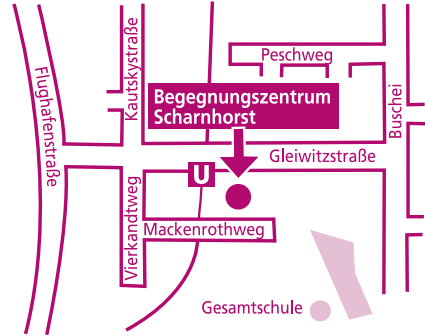 Flughafenstraße
Kautskystraße
Peschweg
Buschei
Begegnungszentrum
Scharnhorst
Gleiwitzstraße
U
Vierkandtweg
Mackenrothweg
Gesamtschule